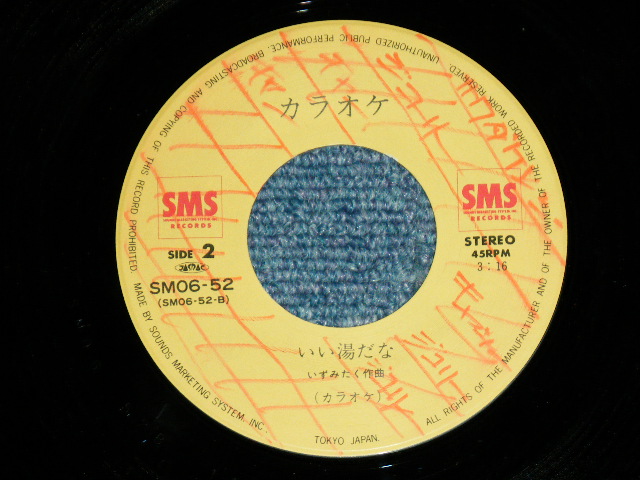 カラオケ
SMS
RECORDS
SMS
RECORDS
SIDE 2
SM06-52
(SM06-52-B)
STEREO
45RPM
3:16
いい湯だな
いずみたく作曲
(カラオケ)
ALL RIGHTS OF THE MANUFACTURER AND OF THE OWNER OF THE RECORDED WORK RESERVED. UNAUTHORIZED PUBLIC PERFORMANCE, BROADCASTING AND COPYING OF THIS RECORD PROHIBITED. MADE BY SOUNDS MARKETING SYSTEM, INC
TOKYO JAPAN.